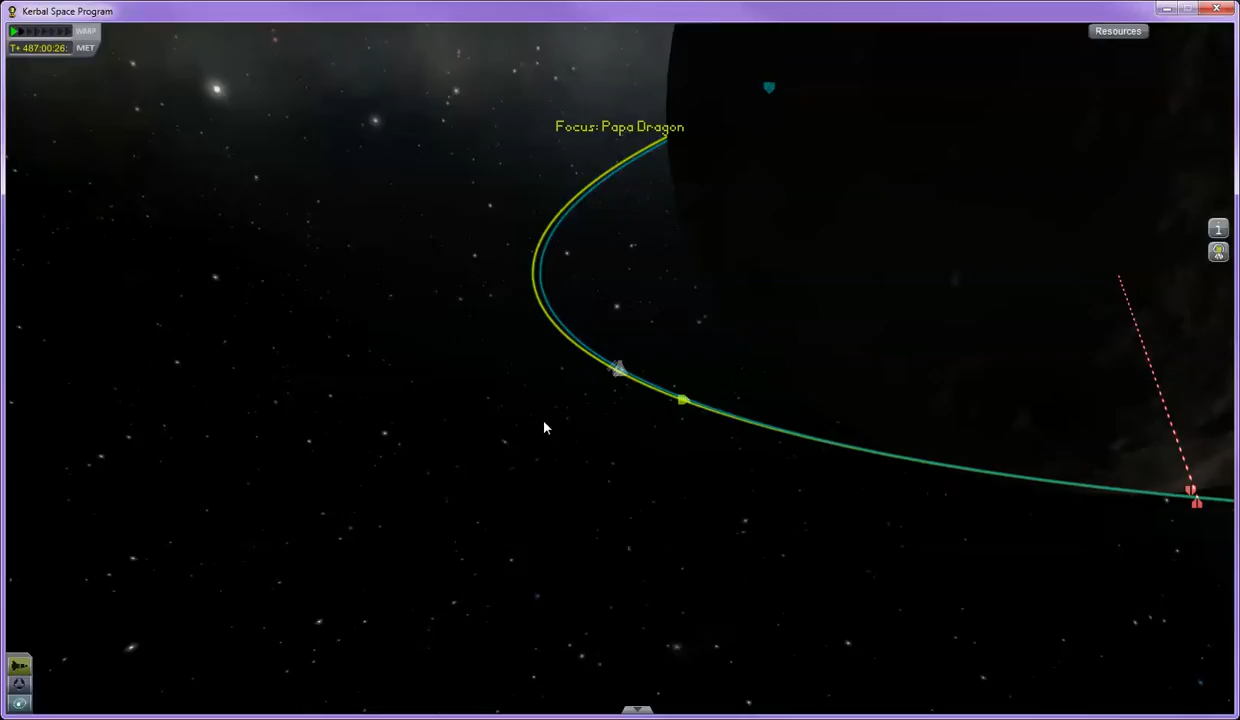 Kerbal Space Program
WARP
T+ 487:00:26:
MET
Resources
Focus: Papa Dragon